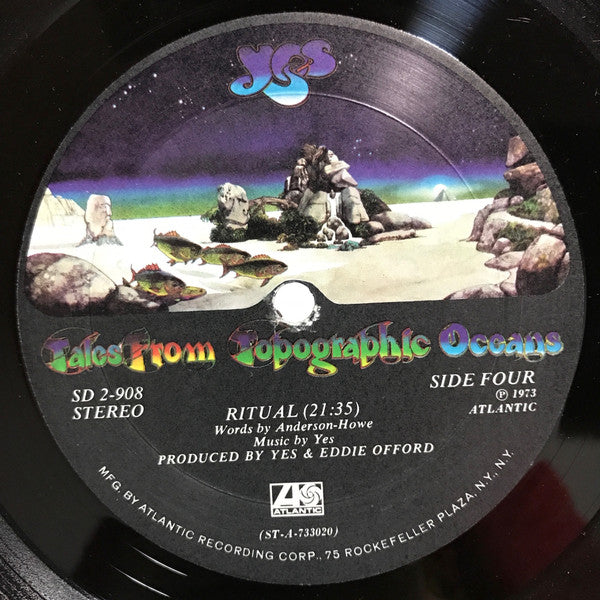 yes
Tales From Topographic Oceans
SD 2-908
STEREO
SIDE FOUR
℗ 1973
ATLANTIC
RITUAL (21:35)
Words by Anderson-Howe
Music by Yes
PRODUCED BY YES & EDDIE OFFORD
ATLANTIC
(ST-A-733020)
MFG. BY ATLANTIC RECORDING CORP., 75 ROCKEFELLER PLAZA, N.Y., N.Y.